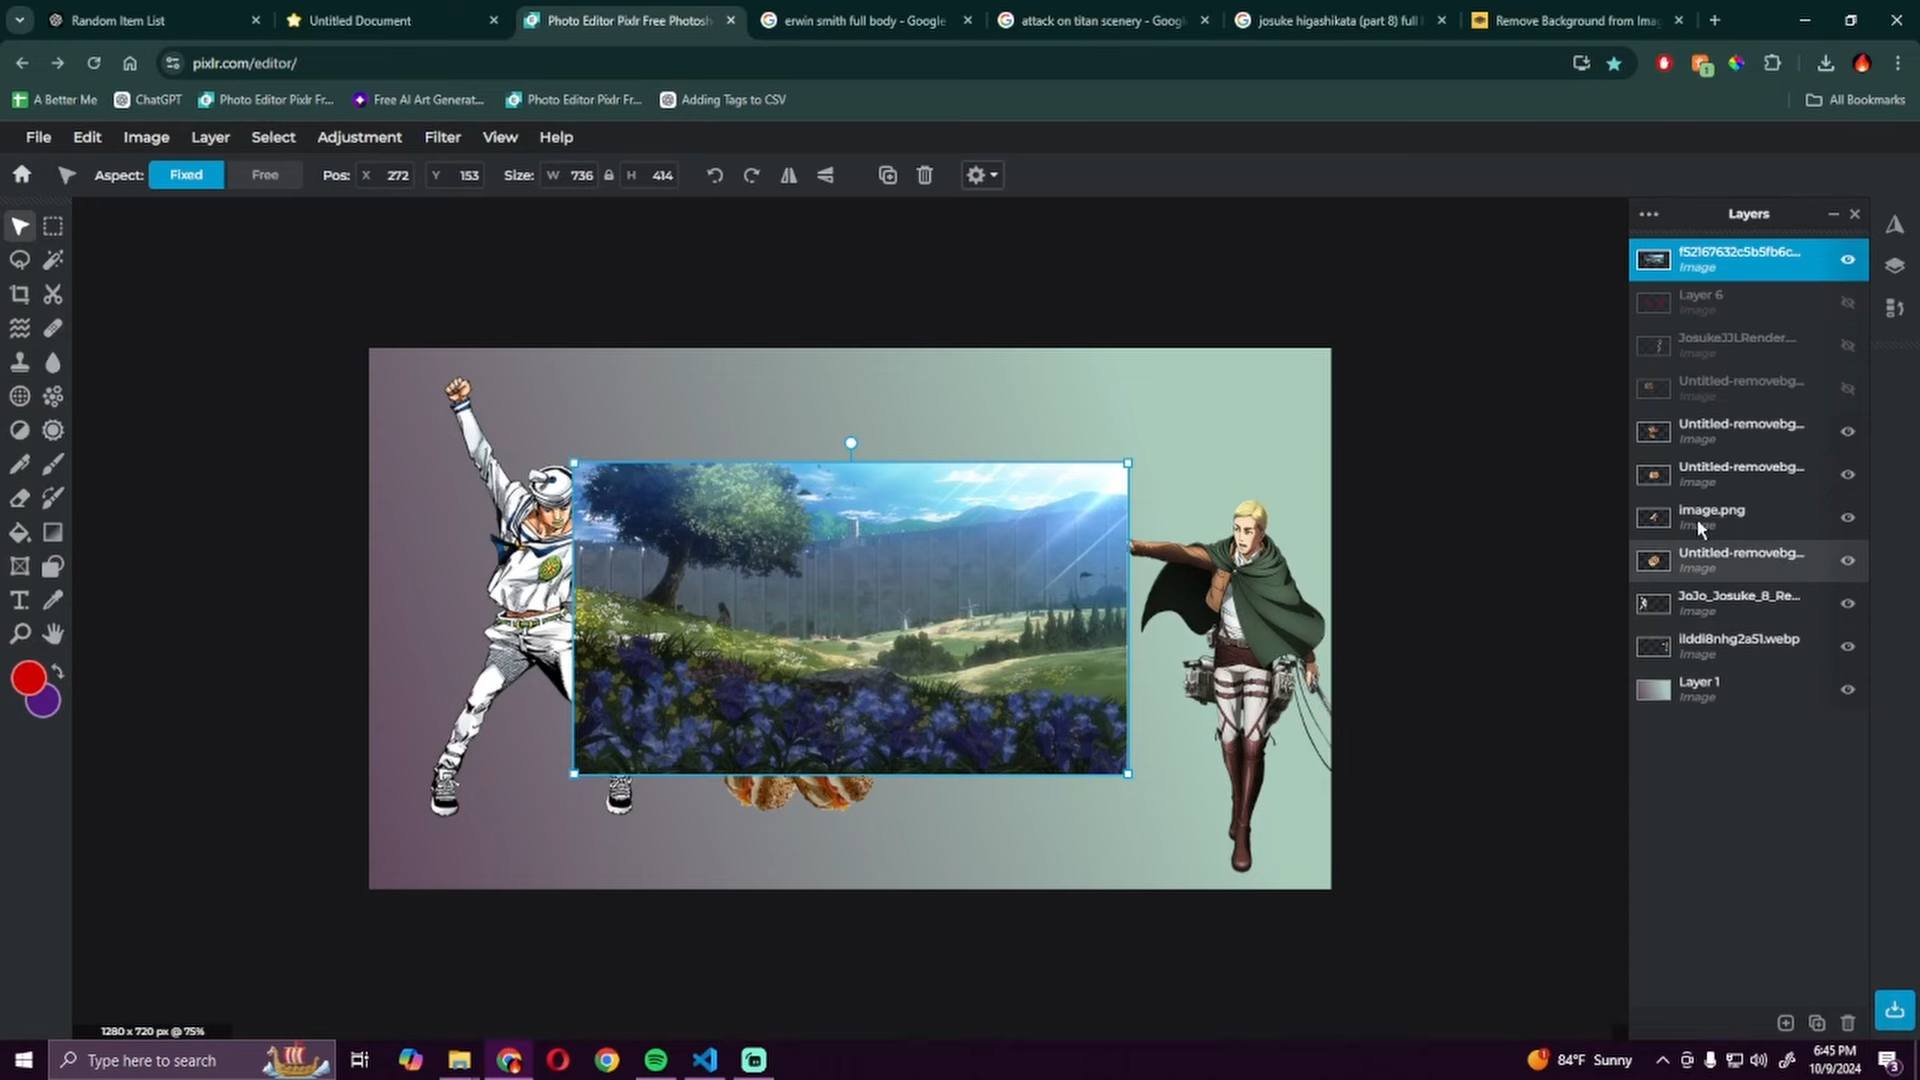 Random Item List
Untitled Document
Photo Editor Pixlr Free Photosh
erwin smith full body - Google
attack on titan scenery - Googl
josuke higashikata (part 8) full
Remove Background from Imag
pixlr.com/editor/
A Better Me
ChatGPT
Photo Editor Pixlr Fr...
Free AI Art Generat...
Photo Editor Pixlr Fr...
Adding Tags to CSV
All Bookmarks
File Edit Image Layer Select Adjustment Filter View Help
Aspect: Fixed Free Pos: X 272 Y 153 Size: W 736 H 414
Layers
f52167632c5b5fb6c...
Image
Layer 6
Image
JosukeJJLRender....
Image
Untitled-removebg...
Image
Untitled-removebg...
Image
Untitled-removebg...
Image
image.png
Image
Untitled-removebg...
Image
JoJo_Josuke_8_Re...
Image
ilddi8nhg2a51.webp
Image
Layer 1
Image
1280 x 720 px @ 75%
Type here to search
84°F Sunny
6:45 PM
10/9/2024
3